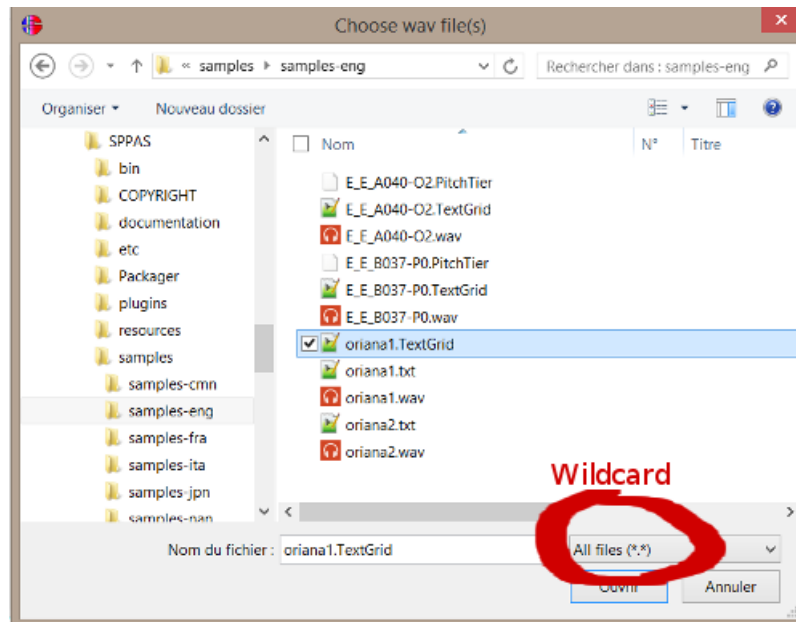 Choose wav file(s)
« samples samples-eng
Rechercher dans : samples-eng
Organiser Nouveau dossier
SPPAS
bin
COPYRIGHT
documentation
etc
Packager
plugins
resources
samples
samples-cmn
samples-eng
samples-fra
samples-ita
samples-jpn
samples-nan
Nom N° Titre
E_E_A040-O2.PitchTier
E_E_A040-O2.TextGrid
E_E_A040-O2.wav
E_E_B037-P0.PitchTier
E_E_B037-P0.TextGrid
E_E_B037-P0.wav
oriana1.TextGrid
oriana1.txt
oriana1.wav
oriana2.txt
oriana2.wav
Wildcard
Nom du fichier : oriana1.TextGrid All files (*.*)
Ouvrir Annuler